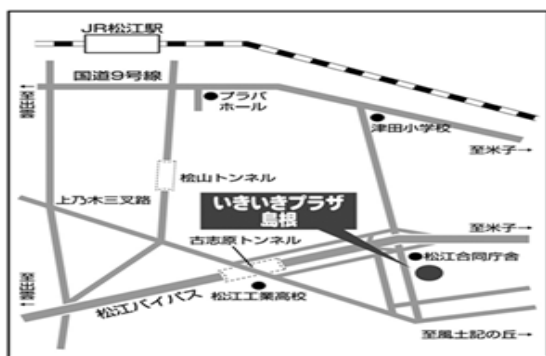 JR松江駅
国道9号線
←至出雲
プラバ
ホール
津田小学校
至米子→
桧山トンネル
上乃木三叉路
いきいきプラザ
島根
至米子→
古志原トンネル
松江合同庁舎
←至出雲
松江バイパス
松江工業高校
至風土記の丘→